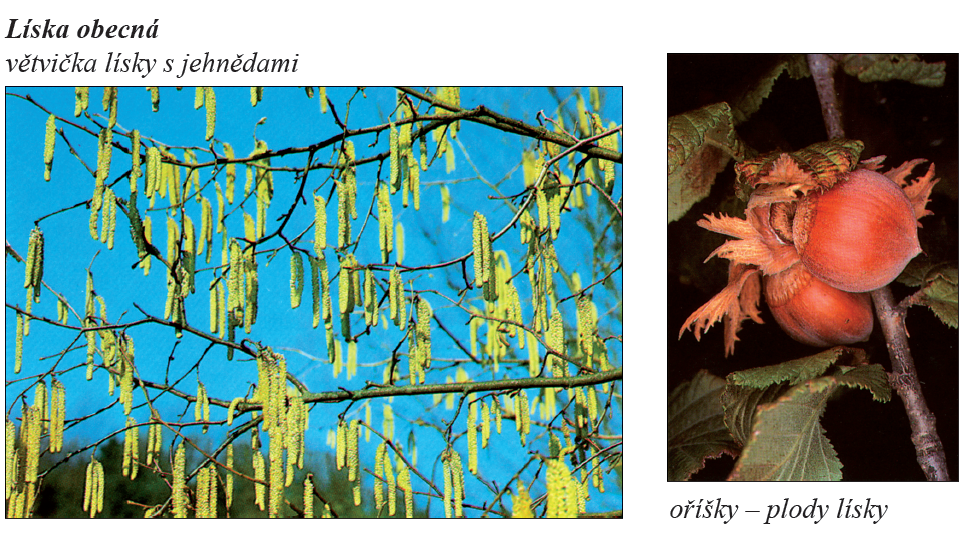 Líska obecná
větvička lísky s jehnědami
oříšky – plody lísky